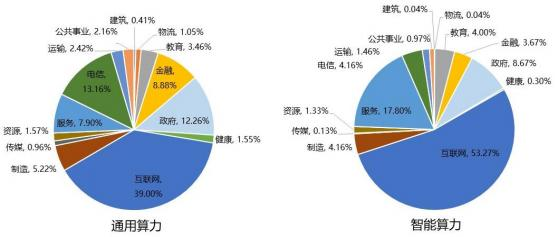 建筑, 0.41%
物流, 1.05%
公共事业, 2.16%
教育, 3.46%
运输, 2.42%
金融,
8.88%
电信,
13.16%
政府, 12.26%
服务, 7.90%
资源, 1.57%
健康, 1.55%
传媒, 0.96%
制造, 5.22%
互联网,
39.00%
通用算力
建筑, 0.04%
物流, 0.04%
公共事业, 0.97%
教育, 4.00%
运输, 1.46%
金融, 3.67%
电信, 4.16%
政府, 8.67%
健康, 0.30%
服务, 17.80%
资源, 1.33%
传媒, 0.13%
制造, 4.16%
互联网, 53.27%
智能算力